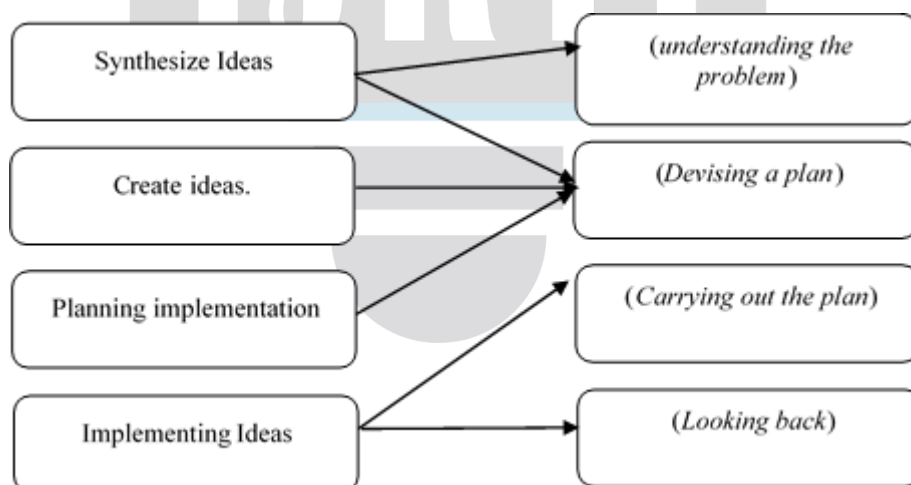 Synthesize Ideas
(understanding the
problem)
Create ideas.
(Devising a plan)
Planning implementation
(Carrying out the plan)
Implementing Ideas
(Looking back)